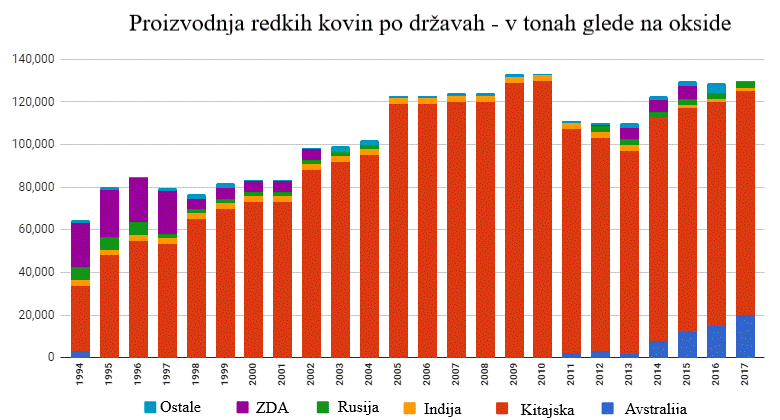 Proizvodnja redkih kovin po državah - v tonah glede na okside
140,000
120,000
100,000
80,000
60,000
40,000
20,000
0
1994 1995 1996 1997 1998 1999 2000 2001 2002 2003 2004 2005 2006 2007 2008 2009 2010 2011 2012 2013 2014 2015 2016 2017
Ostale ZDA Rusija Indija Kitajska Avstralija